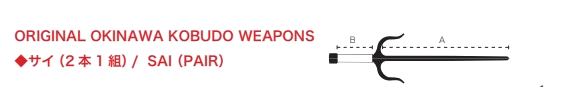 ORIGINAL OKINAWA KOBUDO WEAPONS
◆サイ（2本1組）/ SAI（PAIR）
B A